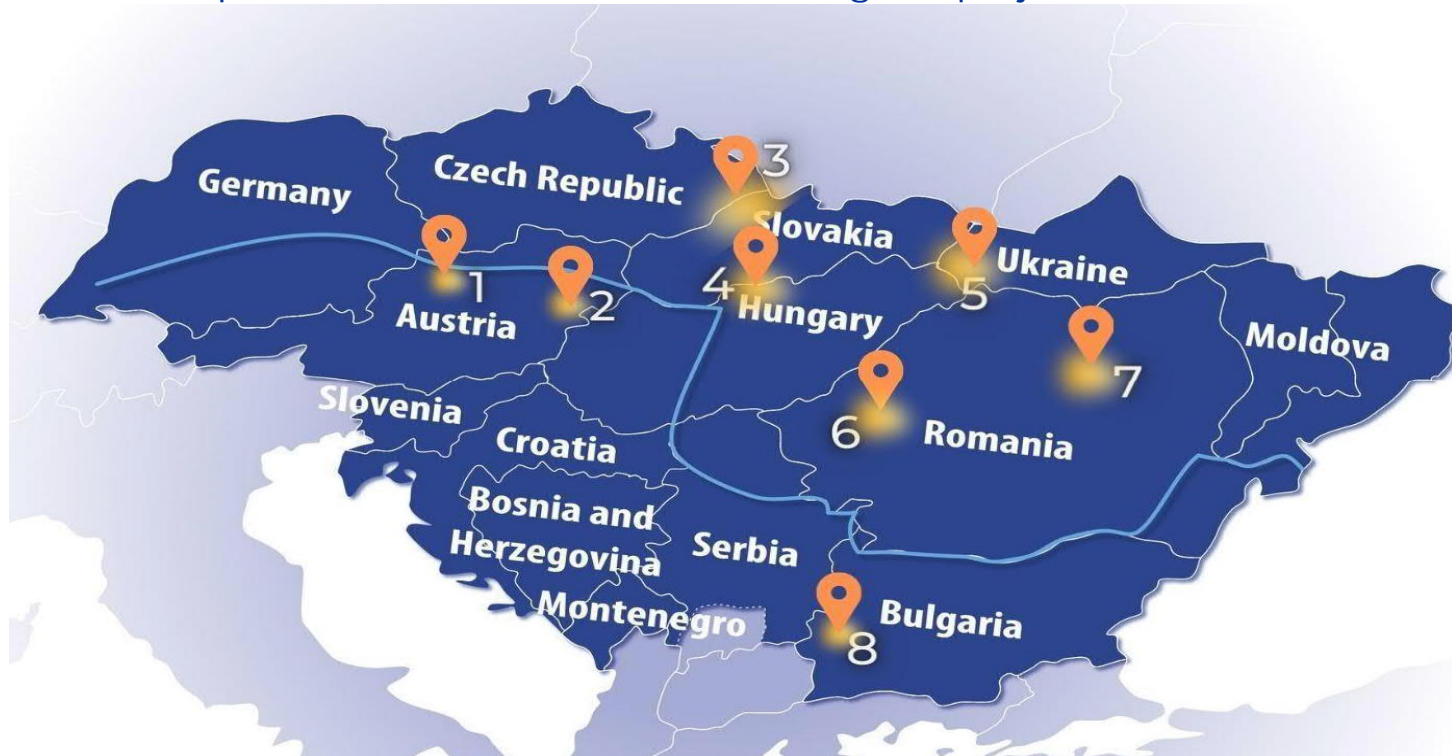 Germany
Czech Republic
3
Slovakia
Ukraine
1
2
4
5
Austria
Hungary
Moldova
7
Slovenia
6
Romania
Croatia
Bosnia and
Herzegovina
Serbia
Montenegro
Bulgaria
8